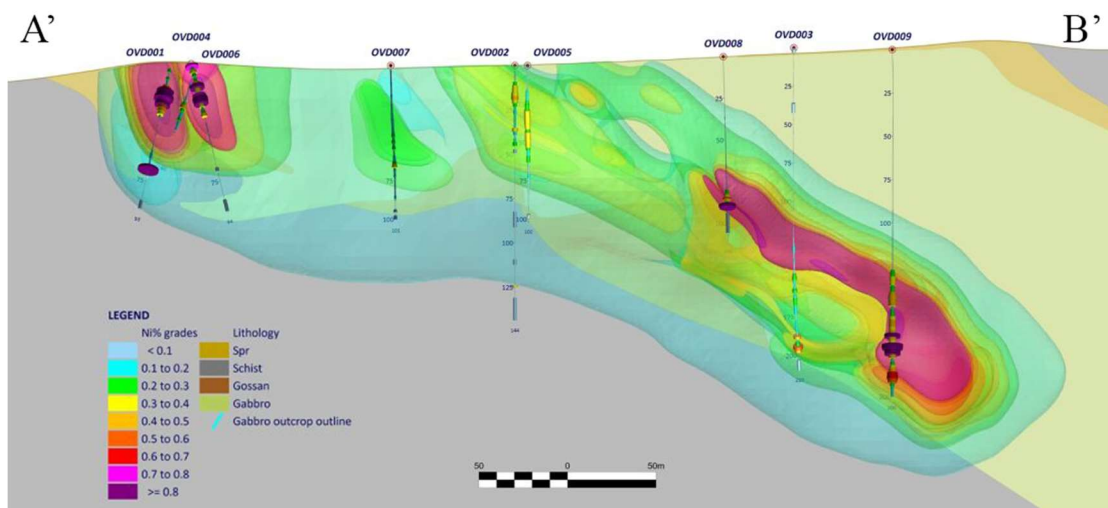 A’ B’
OVD004
OVD001 OVD006 OVD007 OVD002 OVD005 OVD008 OVD003 OVD009
25 25
50 50 50
75 75
75 75 75 75
100 100 100
100
125
144
LEGEND
Ni% grades Lithology
< 0.1 Spr
0.1 to 0.2 Schist
0.2 to 0.3 Gossan
0.3 to 0.4 Gabbro
0.4 to 0.5 Gabbro outcrop outline
0.5 to 0.6
0.6 to 0.7
0.7 to 0.8
>= 0.8
50 0 50m